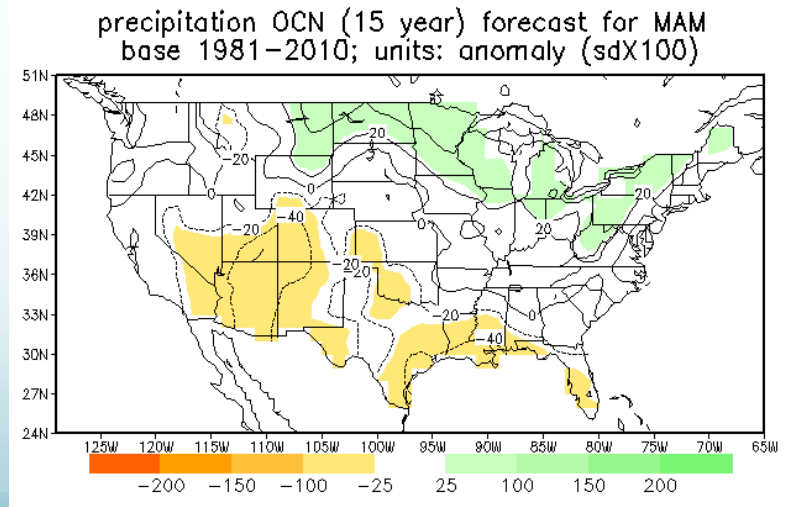 precipitation OCN (15 year) forecast for MAM
base 1981-2010; units: anomaly (sdX100)
51N
48N
45N
42N
39N
36N
33N
30N
27N
24N
20
-20
0
0
20
-40
-20
0
20
-20
-20
-20
0
-40
125W 120W 115W 110W 105W 100W 95W 90W 85W 80W 75W 70W 65W
-200 -150 -100 -25 25 100 150 200